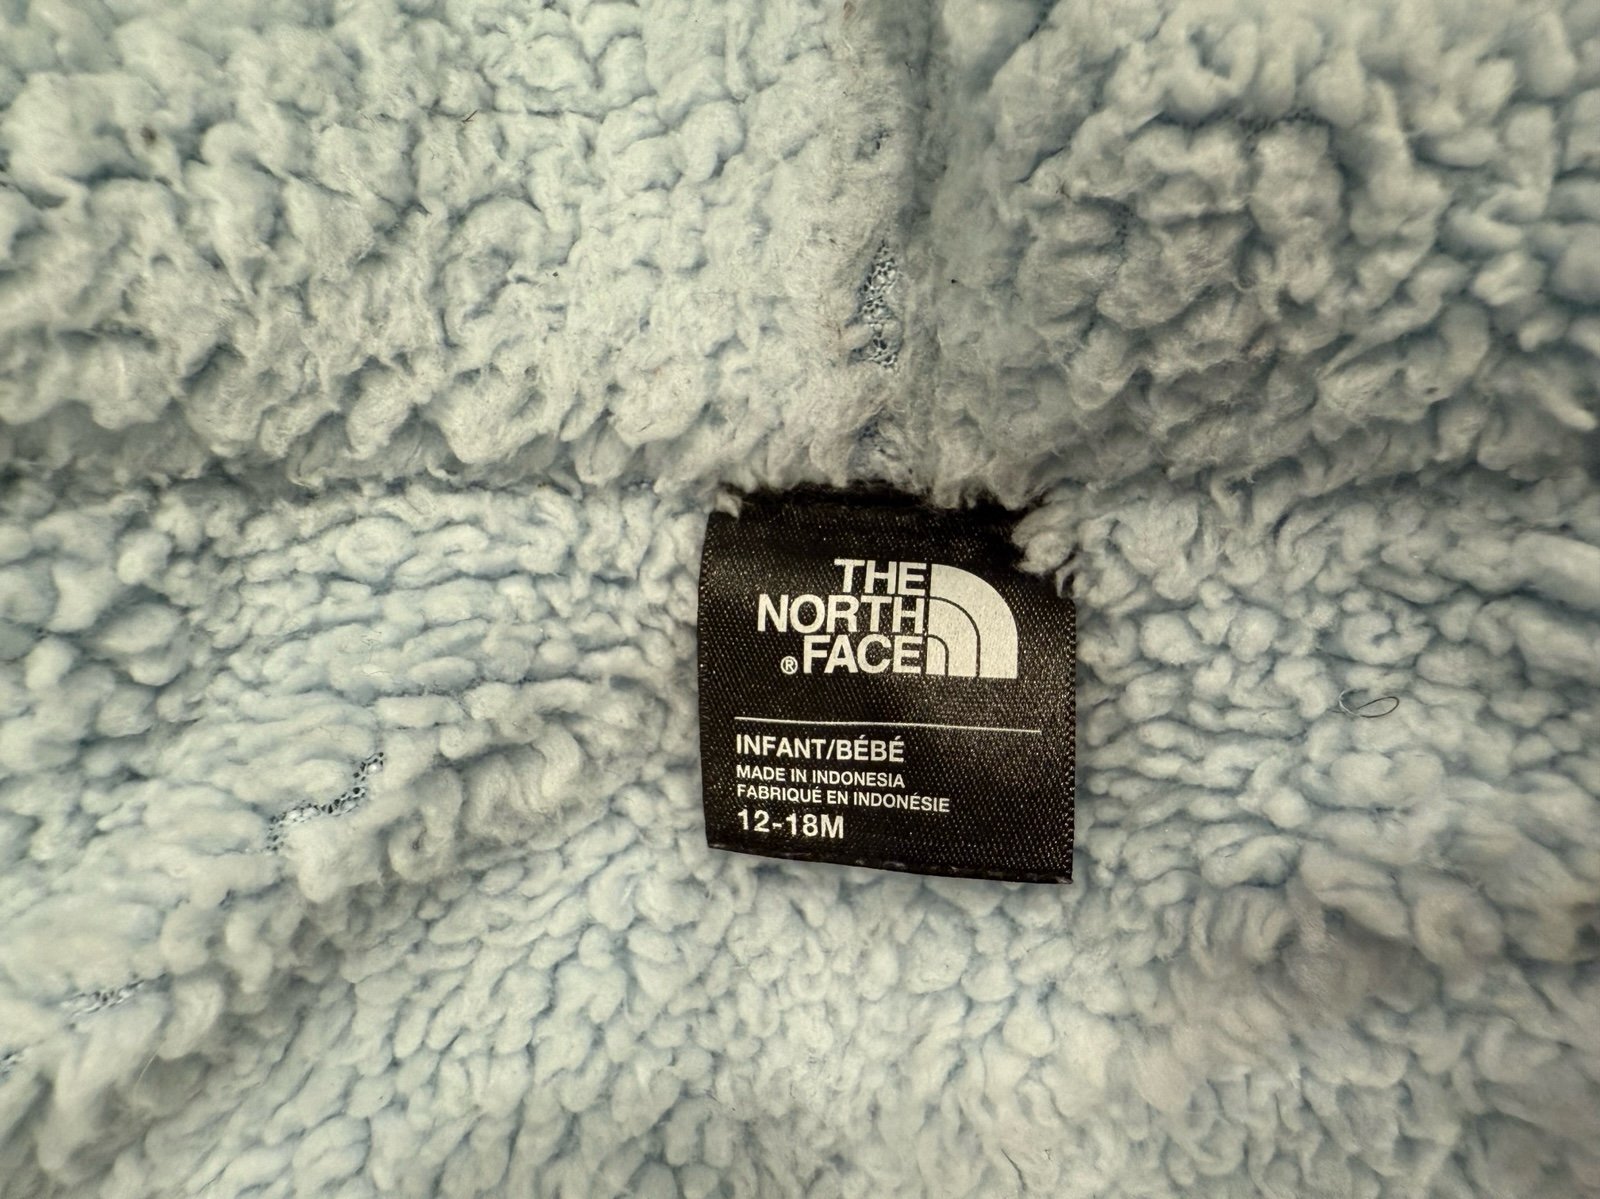 THE
NORTH
®FACE
INFANT/BÉBÉ
MADE IN INDONESIA
FABRIQUÉ EN INDONÉSIE
12-18M